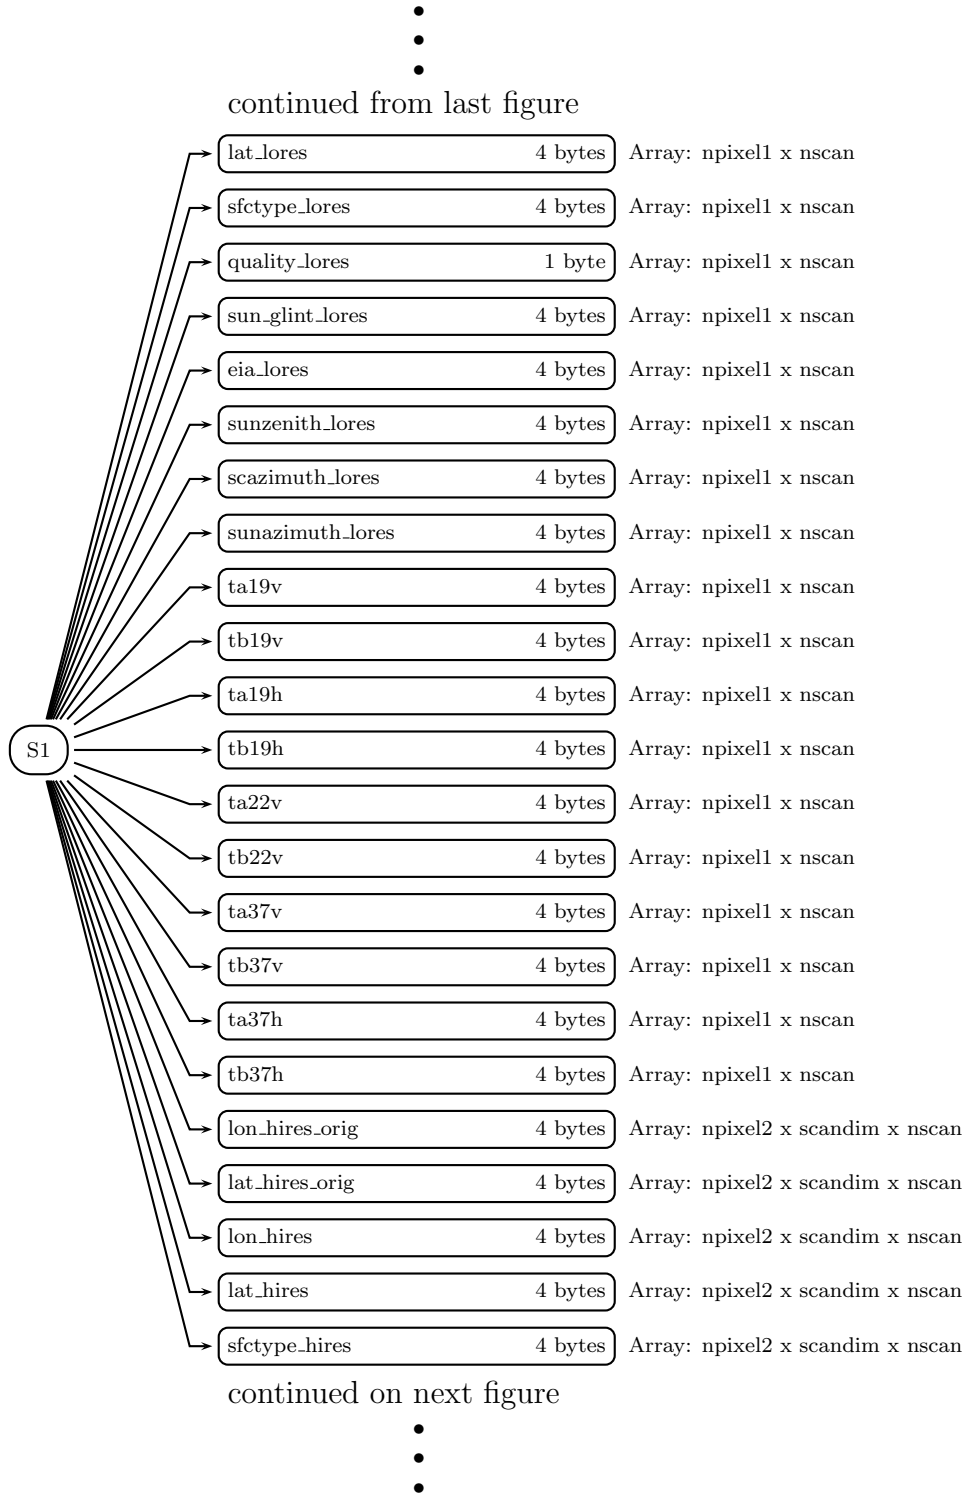 continued from last figure
lat_lores 4 bytes Array: npixel1 x nscan
sfctype_lores 4 bytes Array: npixel1 x nscan
quality_lores 1 byte Array: npixel1 x nscan
sun_glint_lores 4 bytes Array: npixel1 x nscan
eia_lores 4 bytes Array: npixel1 x nscan
sunzenith_lores 4 bytes Array: npixel1 x nscan
scazimuth_lores 4 bytes Array: npixel1 x nscan
sunazimuth_lores 4 bytes Array: npixel1 x nscan
ta19v 4 bytes Array: npixel1 x nscan
tb19v 4 bytes Array: npixel1 x nscan
ta19h 4 bytes Array: npixel1 x nscan
S1 tb19h 4 bytes Array: npixel1 x nscan
ta22v 4 bytes Array: npixel1 x nscan
tb22v 4 bytes Array: npixel1 x nscan
ta37v 4 bytes Array: npixel1 x nscan
tb37v 4 bytes Array: npixel1 x nscan
ta37h 4 bytes Array: npixel1 x nscan
tb37h 4 bytes Array: npixel1 x nscan
lon_hires_orig 4 bytes Array: npixel2 x scandim x nscan
lat_hires_orig 4 bytes Array: npixel2 x scandim x nscan
lon_hires 4 bytes Array: npixel2 x scandim x nscan
lat_hires 4 bytes Array: npixel2 x scandim x nscan
sfctype_hires 4 bytes Array: npixel2 x scandim x nscan
continued on next figure